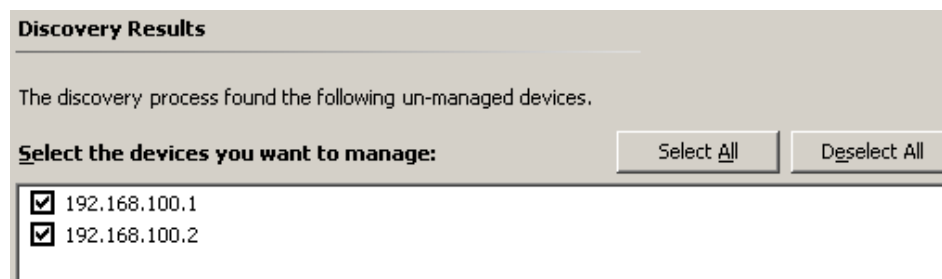 Discovery Results
The discovery process found the following un-managed devices.
Select the devices you want to manage:
Select All
Deselect All
192.168.100.1
192.168.100.2